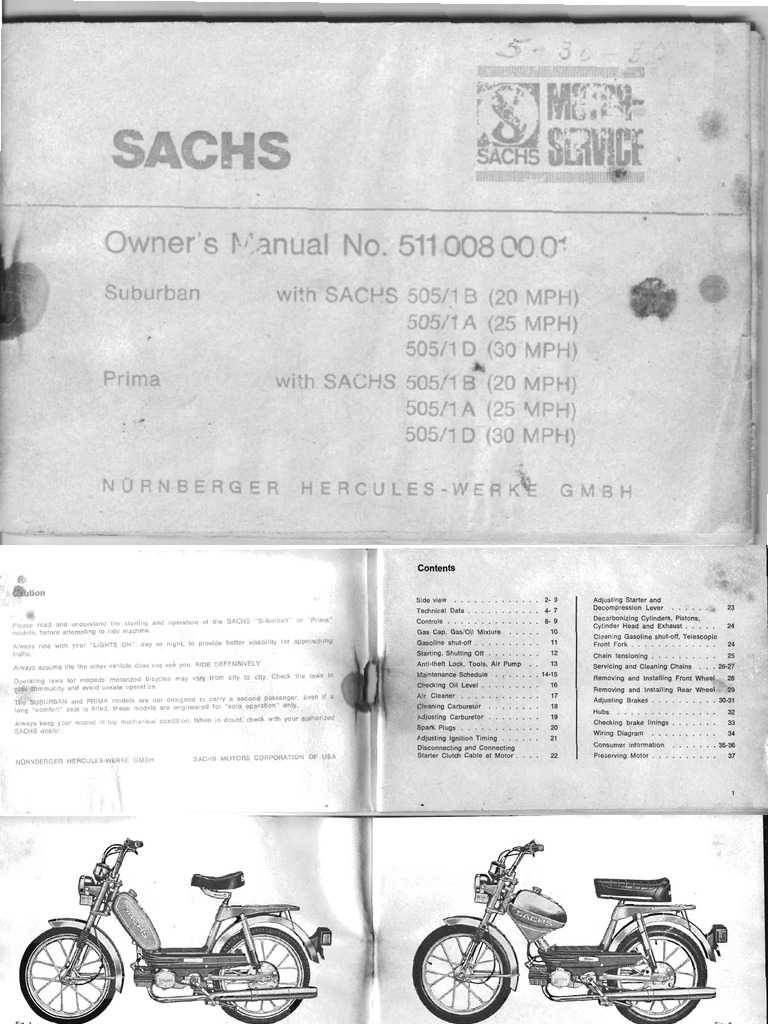 5-30-80
MOTOR-
SACHS SERVICE
SACHS
Owner's Manual No. 511 008 00 01
Suburban with SACHS 505/1 B (20 MPH)
505/1 A (25 MPH)
505/1 D (30 MPH)
Prima with SACHS 505/1 B (20 MPH)
505/1 A (25 MPH)
505/1 D (30 MPH)
NÜRNBERGER HERCULES-WERKE GMBH
Caution
Please read and understand the starting and operation of the SACHS "Suburban" or "Prima"
models, before attempting to ride machine.
Always ride with your "LIGHTS ON", day or night, to provide better visability for approaching
traffic.
Always assume the the other vehicle does not see you. RIDE DEFENSIVELY
Operating laws for mopeds/motorized bicycles may vary from city to city. Check the laws in
your community and avoid unsafe operation.
The SUBURBAN and PRIMA models are not designed to carry a second passenger. Even if a
long "comfort" seat is fitted, these models are engineered for "solo operation" only.
Always keep your moped in top mechanical condition. When in doubt, check with your authorized
SACHS dealer.
NÜRNBERGER HERCULES-WERKE GMBH SACHS MOTORS CORPORATION OF USA
Contents
Side view . . . . . . . . . . . . 2- 3
Technical Data . . . . . . . . . . 4- 7
Controls . . . . . . . . . . . . 8- 9
Gas Cap, Gas/Oil Mixture . . . . . 10
Gasoline shut-off . . . . . . . . . 11
Starting, Shutting Off . . . . . . . 12
Anti-theft Lock, Tools, Air Pump . . 13
Maintenance Schedule . . . . . . . 14-15
Checking Oil Level . . . . . . . . 16
Air Cleaner . . . . . . . . . . . 17
Cleaning Carburetor . . . . . . . 18
Adjusting Carburetor . . . . . . . 19
Spark Plugs . . . . . . . . . . . 20
Adjusting Ignition Timing . . . . . 21
Disconnecting and Connecting
Starter Clutch Cable at Motor . . . . 22
Adjusting Starter and
Decompression Lever . . . . . . . 23
Decarbonizing Cylinders, Pistons,
Cylinder Head and Exhaust . . . . 24
Cleaning Gasoline shut-off, Telescopic
Front Fork . . . . . . . . . . . 24
Chain tensioning . . . . . . . . . 25
Servicing and Cleaning Chains . . . 26-27
Removing and Installing Front Wheel . 28
Removing and Installing Rear Wheel . 29
Adjusting Brakes . . . . . . . . . 30-31
Hubs . . . . . . . . . . . . . 32
Checking brake linings . . . . . . . 33
Wiring Diagram . . . . . . . . . 34
Consumer information . . . . . . . 35-36
Preserving Motor . . . . . . . . . 37
1
SACHS
SACHS